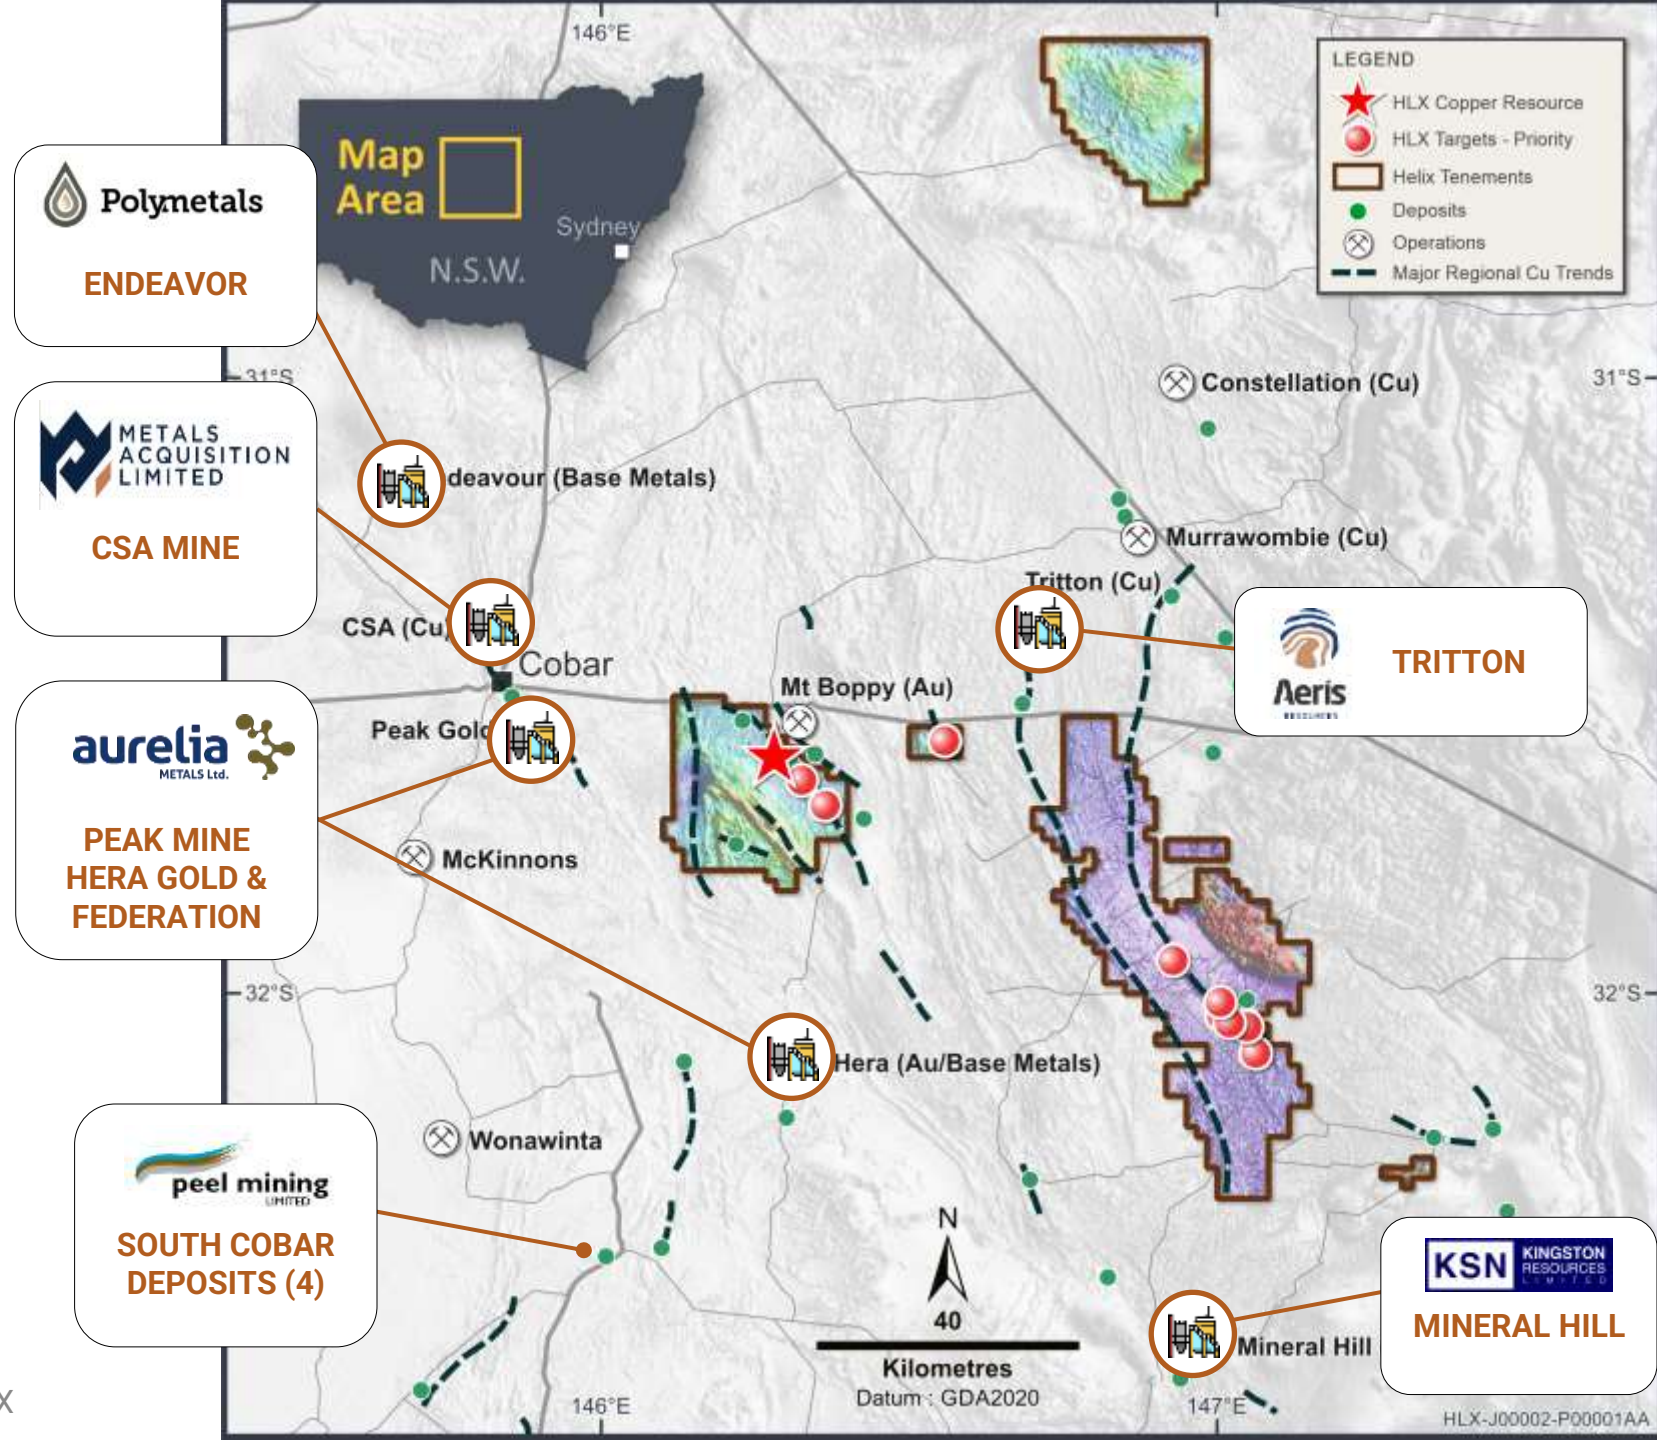 146°E
LEGEND
HLX Copper Resource
HLX Targets - Priority
Helix Tenements
Deposits
Operations
Major Regional Cu Trends
Map
Area
Sydney
N.S.W.
Polymetals
ENDEAVOR
31°S
31°S
METALS
ACQUISITION
LIMITED
CSA MINE
Constellation (Cu)
deavour (Base Metals)
Murrawombie (Cu)
Tritton (Cu)
CSA (Cu)
Cobar
Aeris
RESOURCES
TRITTON
Mt Boppy (Au)
Peak Gold
aurelia
METALS Ltd.
PEAK MINE
HERA GOLD &
FEDERATION
McKinnons
32°S
32°S
Hera (Au/Base Metals)
Wonawinta
peel mining
LIMITED
SOUTH COBAR
DEPOSITS (4)
N
40
Kilometres
Datum : GDA2020
KSN
KINGSTON
RESOURCES
LIMITED
MINERAL HILL
Mineral Hill
146°E
147°E
HLX-J00002-P00001AA
X